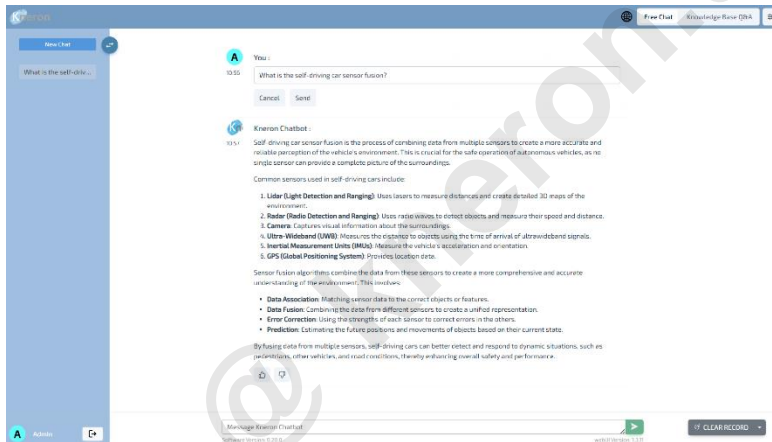 Kneron
Free Chat
Knowledge Base Q&A
New Chat
What is the self-driv...
A
You :
10:56
What is the self-driving car sensor fusion?
Cancel
Send
Kneron Chatbot :
10:57
Self-driving car sensor fusion is the process of combining data from multiple sensors to create a more accurate and
reliable perception of the vehicle's environment. This is crucial for the safe operation of autonomous vehicles, as no
single sensor can provide a complete picture of the surroundings.
Common sensors used in self-driving cars include:
1. Lidar (Light Detection and Ranging): Uses lasers to measure distances and create detailed 3D maps of the
environment.
2. Radar (Radio Detection and Ranging): Uses radio waves to detect objects and measure their speed and distance.
3. Camera: Captures visual information about the surroundings.
4. Ultra-Wideband (UWB): Measures the distance to objects using the time of arrival of ultrawideband signals.
5. Inertial Measurement Units (IMUs): Measure the vehicle's acceleration and orientation.
6. GPS (Global Positioning System): Provides location data.
Sensor fusion algorithms combine the data from these sensors to create a more comprehensive and accurate
understanding of the environment. This involves:
• Data Association: Matching sensor data to the correct objects or features.
• Data Fusion: Combining the data from different sensors to create a unified representation.
• Error Correction: Using the strengths of each sensor to correct errors in the others.
• Prediction: Estimating the future positions and movements of objects based on their current state.
By fusing data from multiple sensors, self-driving cars can better detect and respond to dynamic situations, such as
pedestrians, other vehicles, and road conditions, thereby enhancing overall safety and performance.
Message Kneron Chatbot
CLEAR RECORD
A
Admin
@ kneron.